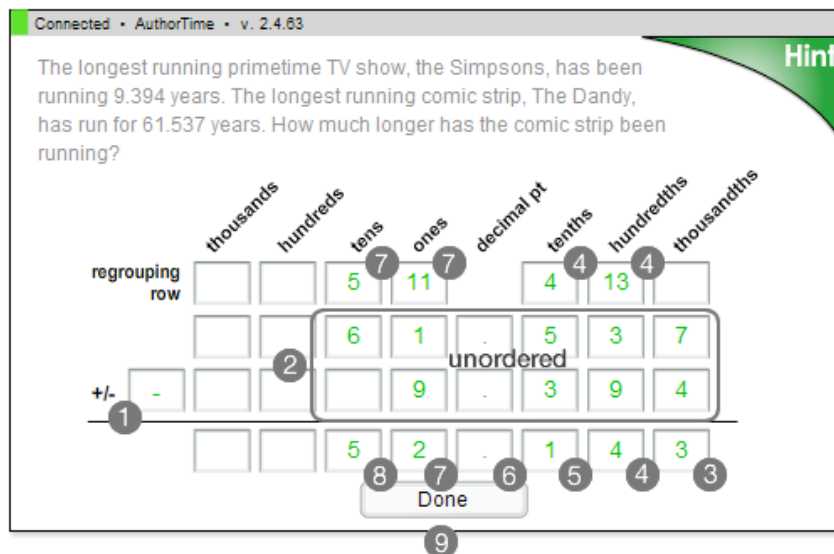 Connected • AuthorTime • v. 2.4.63
Hint
The longest running primetime TV show, the Simpsons, has been
running 9.394 years. The longest running comic strip, The Dandy,
has run for 61.537 years. How much longer has the comic strip been
running?
thousands hundreds tens ones decimal pt tenths hundredths thousandths
7 7 4 4
regrouping
row
5 11 4 13
6 1 . 5 3 7
2 unordered
+/- - 9 . 3 9 4
1
5 2 . 1 4 3
8 7 6 5 4 3
Done
9